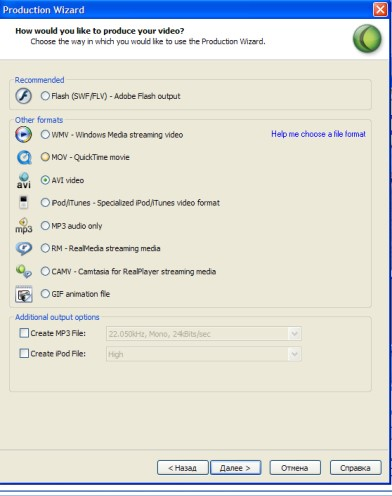 Production Wizard
How would you like to produce your video?
Choose the way in which you would like to use the Production Wizard.
Recommended
Flash (SWF/FLV) - Adobe Flash output
Other formats
WMV - Windows Media streaming video
Help me choose a file format
MOV - QuickTime movie
avi
AVI video
iPod/iTunes - Specialized iPod/iTunes video format
mp3
MP3 audio only
RM - RealMedia streaming media
CAMV - Camtasia for RealPlayer streaming media
GIF animation file
Additional output options
Create MP3 File:
22.050kHz, Mono, 24kBits/sec
Create iPod File:
High
< Назад
Далее >
Отмена
Справка